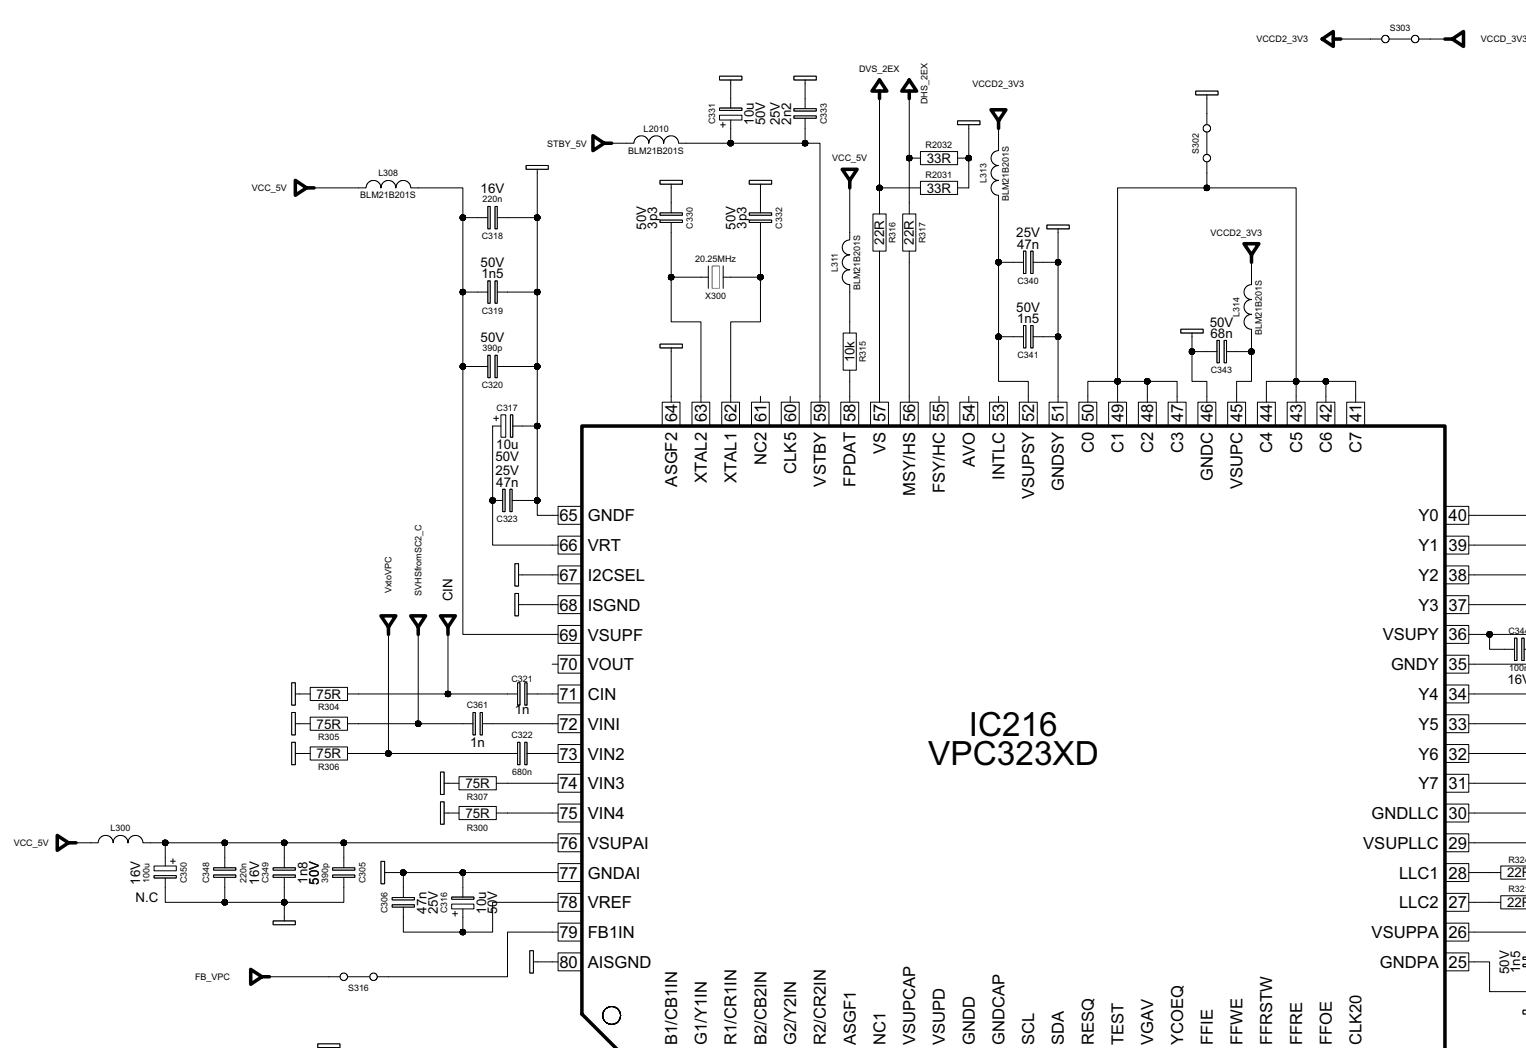 VCCD2_3V3
S303
VCCD_3V3
DVS_2EX
DHS_2EX
VCCD2_3V3
C331
10u
50V
25V
2n2
C333
STBY_5V
L2010
BLM21B201S
R2032
33R
R2031
33R
S302
VCC_5V
L313
BLM21B201S
VCC_5V
L308
BLM21B201S
16V
220n
C318
50V
3p3
C330
50V
3p3
C332
22R
R316
22R
R317
25V
47n
C340
VCCD2_3V3
50V
1n5
C319
20.25MHz
X300
L311
BLM21B201S
L314
BLM21B201S
50V
390p
C320
10k
R315
50V
1n5
C341
50V
68n
C343
C317
10u
50V
25V
47n
C323
64 63 62 61 60 59 58 57 56 55 54 53 52 51 50 49 48 47 46 45 44 43 42 41
ASGF2
XTAL2
XTAL1
NC2
CLK5
VSTBY
FPDAT
VS
MSY/HS
FSY/HC
AVO
INTLC
VSUPSY
GNDSY
C0
C1
C2
C3
GNDC
VSUPC
C4
C5
C6
C7
65 GNDF
66 VRT
67 I2CSEL
68 ISGND
69 VSUPF
70 VOUT
71 CIN
72 VINI
73 VIN2
74 VIN3
75 VIN4
76 VSUPAI
77 GNDAI
78 VREF
79 FB1IN
80 AISGND
VxtoVPC
SVHSfromSC2_C
CIN
75R
R304
C321
1n
75R
R305
C361
1n
75R
R306
C322
680n
75R
R307
75R
R300
VCC_5V
L300
16V
100u
C350
N.C
C348
220n
16V
C349
1n8
50V
390p
C305
C306
47n
25V
C316
10u
50V
FB_VPC
S316
IC216
VPC323XD
Y0 40
Y1 39
Y2 38
Y3 37
VSUPY 36
GNDY 35
Y4 34
Y5 33
Y6 32
Y7 31
GNDLLC 30
VSUPLLC 29
LLC1 28
LLC2 27
VSUPPA 26
GNDPA 25
16V
22R
22R
50V
1n5
B1/CB1IN
G1/Y1IN
R1/CR1IN
B2/CB2IN
G2/Y2IN
R2/CR2IN
ASGF1
NC1
VSUPCAP
VSUPD
GNDD
GNDCAP
SCL
SDA
RESQ
TEST
VGAV
YCOEQ
FFIE
FFWE
FFRSTW
FFRE
FFOE
CLK20